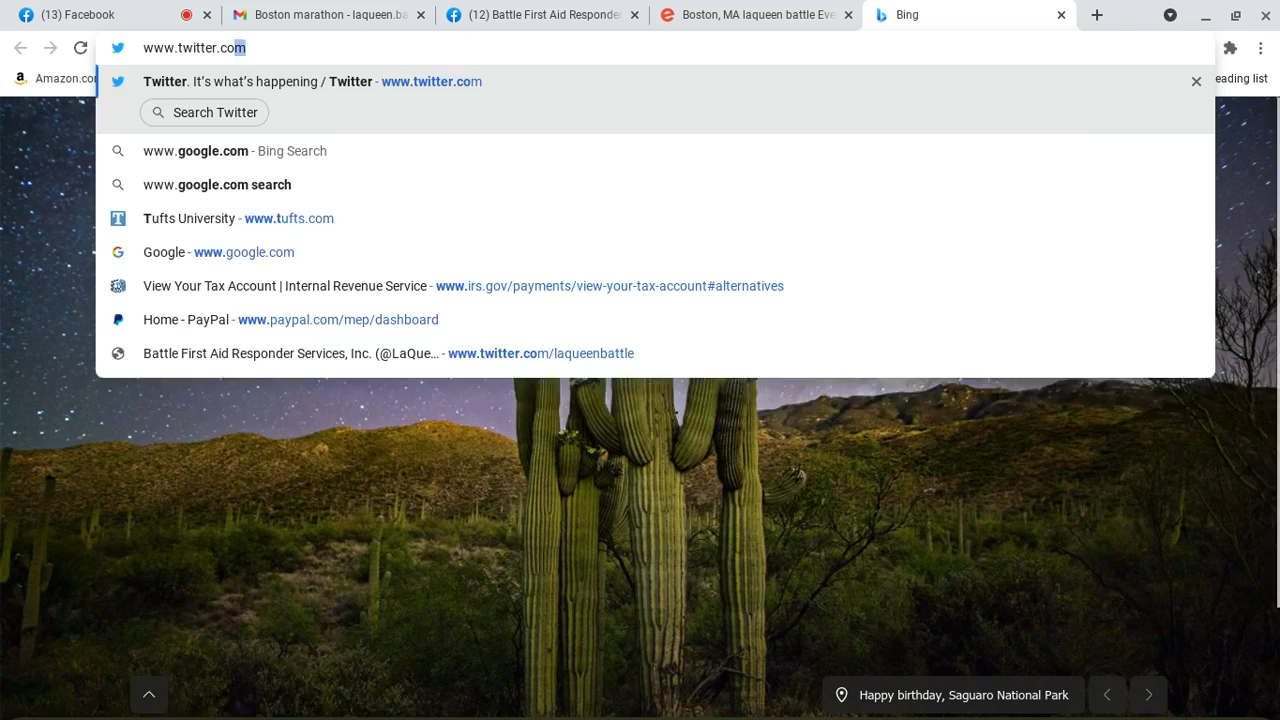 (13) Facebook
Boston marathon - laqueen.ba
(12) Battle First Aid Responder
Boston, MA laqueen battle Eve
Bing
www.twitter.com
Amazon.com
eading list
Twitter. It's what's happening / Twitter - www.twitter.com
Search Twitter
www.google.com - Bing Search
www.google.com search
Tufts University - www.tufts.com
Google - www.google.com
View Your Tax Account | Internal Revenue Service - www.irs.gov/payments/view-your-tax-account#alternatives
Home - PayPal - www.paypal.com/mep/dashboard
Battle First Aid Responder Services, Inc. (@LaQue… - www.twitter.com/laqueenbattle
Happy birthday, Saguaro National Park